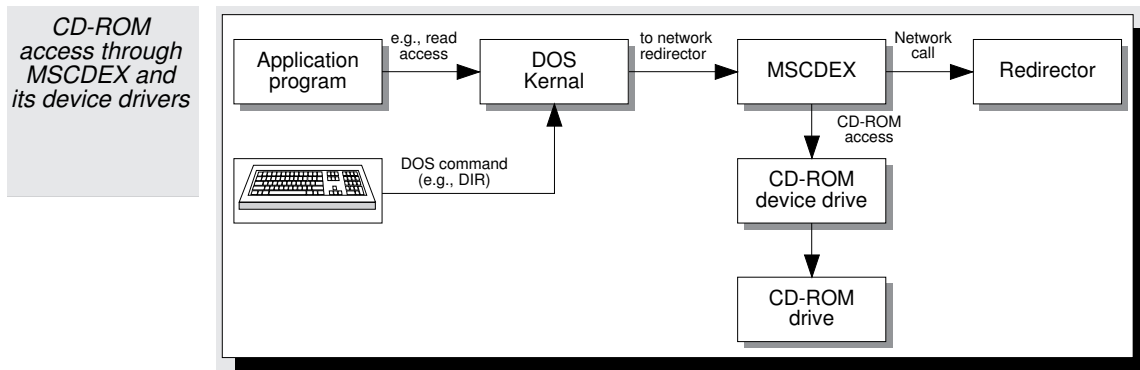 CD-ROM
access through
MSCDEX and
its device drivers
Application
program
e.g., read
access
DOS
Kernal
to network
redirector
MSCDEX
Network
call
Redirector
CD-ROM
access
DOS command
(e.g., DIR)
CD-ROM
device drive
CD-ROM
drive